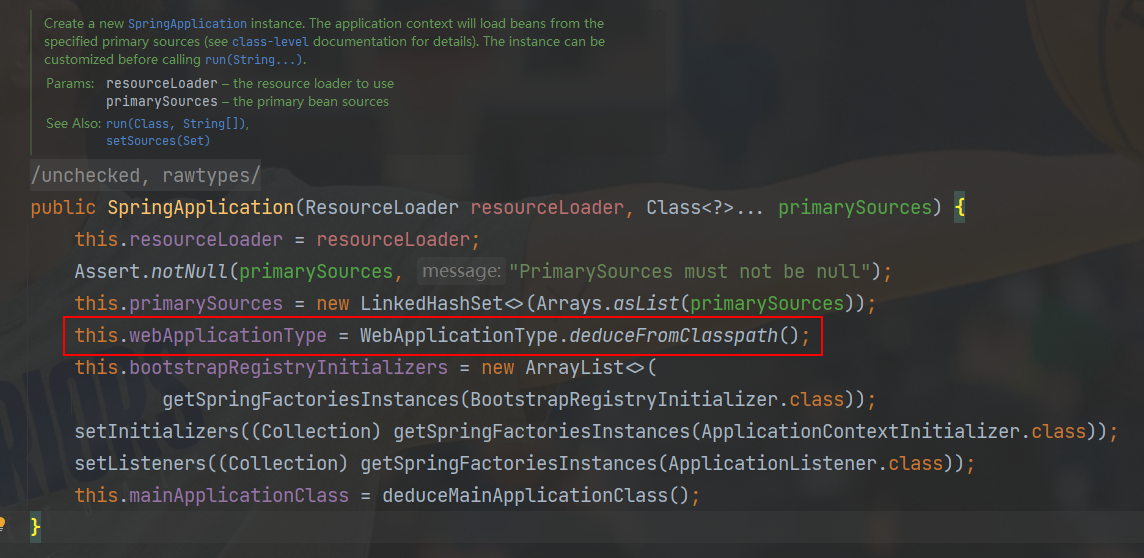 Create a new SpringApplication instance. The application context will load beans from the
specified primary sources (see class-level documentation for details). The instance can be
customized before calling run(String...).
Params: resourceLoader – the resource loader to use
primarySources – the primary bean sources
See Also: run(Class, String[]),
setSources(Set)
/unchecked, rawtypes/
public SpringApplication(ResourceLoader resourceLoader, Class<?>... primarySources) {
this.resourceLoader = resourceLoader;
Assert.notNull(primarySources, message: "PrimarySources must not be null");
this.primarySources = new LinkedHashSet<>(Arrays.asList(primarySources));
this.webApplicationType = WebApplicationType.deduceFromClasspath();
this.bootstrapRegistryInitializers = new ArrayList<>(
getSpringFactoriesInstances(BootstrapRegistryInitializer.class));
setInitializers((Collection) getSpringFactoriesInstances(ApplicationContextInitializer.class));
setListeners((Collection) getSpringFactoriesInstances(ApplicationListener.class));
this.mainApplicationClass = deduceMainApplicationClass();
}